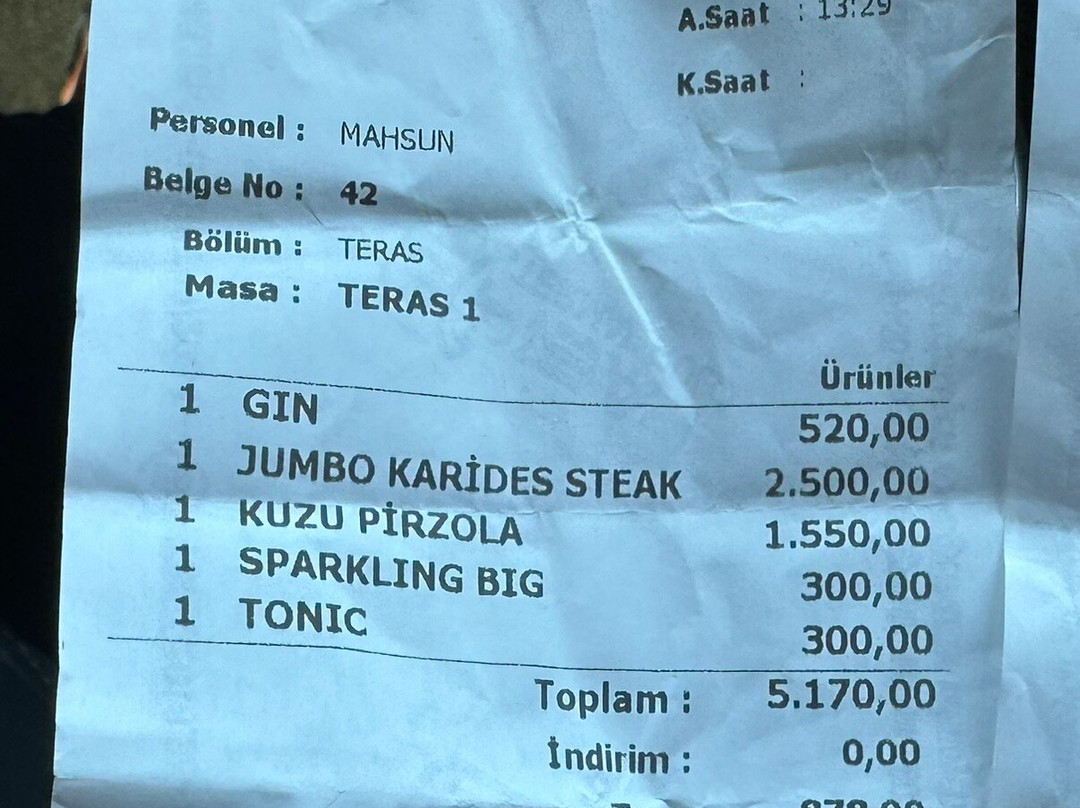 A.Saat : 13:29
K.Saat :
Personel : MAHSUN
Belge No : 42
Bölüm : TERAS
Masa : TERAS 1
Ürünler
1 GIN 520,00
1 JUMBO KARİDES STEAK 2.500,00
1 KUZU PİRZOLA 1.550,00
1 SPARKLING BIG 300,00
1 TONIC 300,00
Toplam : 5.170,00
İndirim : 0,00